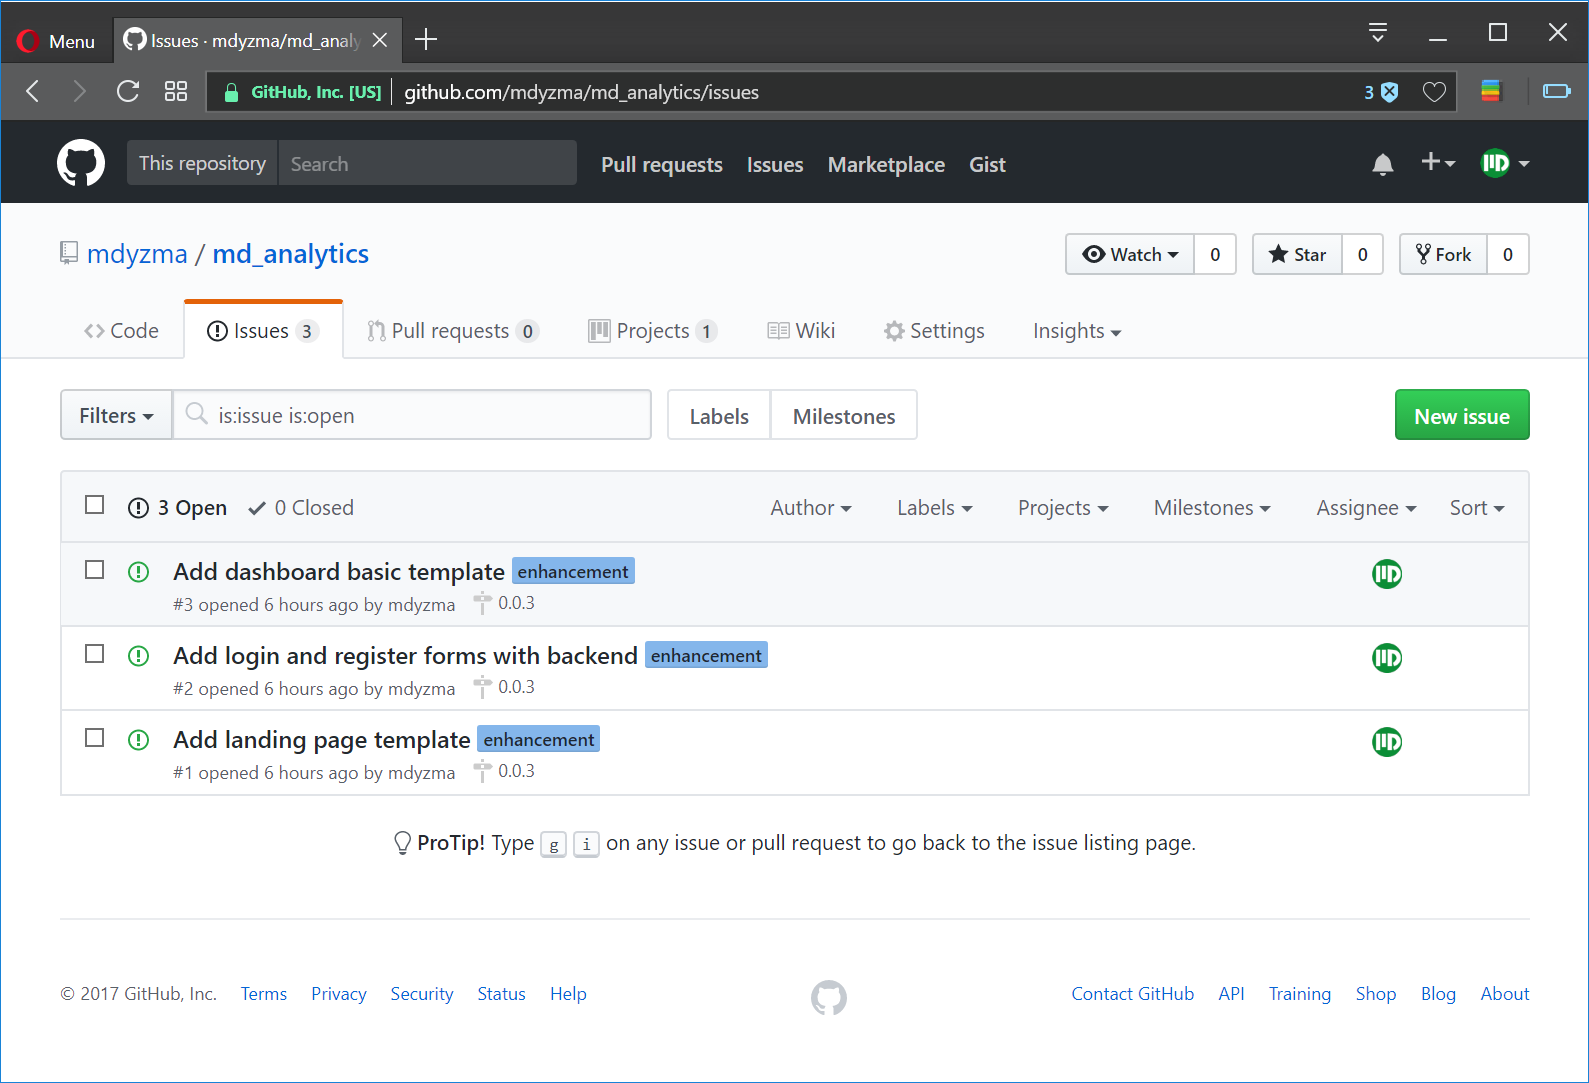 Menu
Issues · mdyzma/md_analy
GitHub, Inc. [US] github.com/mdyzma/md_analytics/issues 3
This repository Search Pull requests Issues Marketplace Gist
mdyzma / md_analytics Watch 0 Star 0 Fork 0
Code Issues 3 Pull requests 0 Projects 1 Wiki Settings Insights
Filters is:issue is:open Labels Milestones New issue
3 Open 0 Closed Author Labels Projects Milestones Assignee Sort
Add dashboard basic template enhancement
#3 opened 6 hours ago by mdyzma 0.0.3
Add login and register forms with backend enhancement
#2 opened 6 hours ago by mdyzma 0.0.3
Add landing page template enhancement
#1 opened 6 hours ago by mdyzma 0.0.3
ProTip! Type g i on any issue or pull request to go back to the issue listing page.
© 2017 GitHub, Inc. Terms Privacy Security Status Help Contact GitHub API Training Shop Blog About